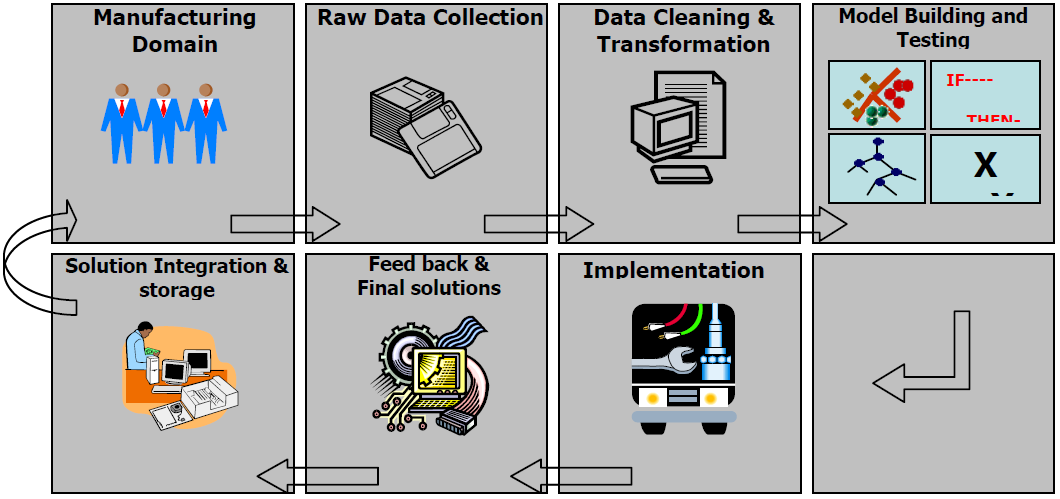 Manufacturing
Domain
Raw Data Collection
Data Cleaning &
Transformation
Model Building and
Testing
IF----
THEN-
X
Solution Integration &
storage
Feed back &
Final solutions
Implementation